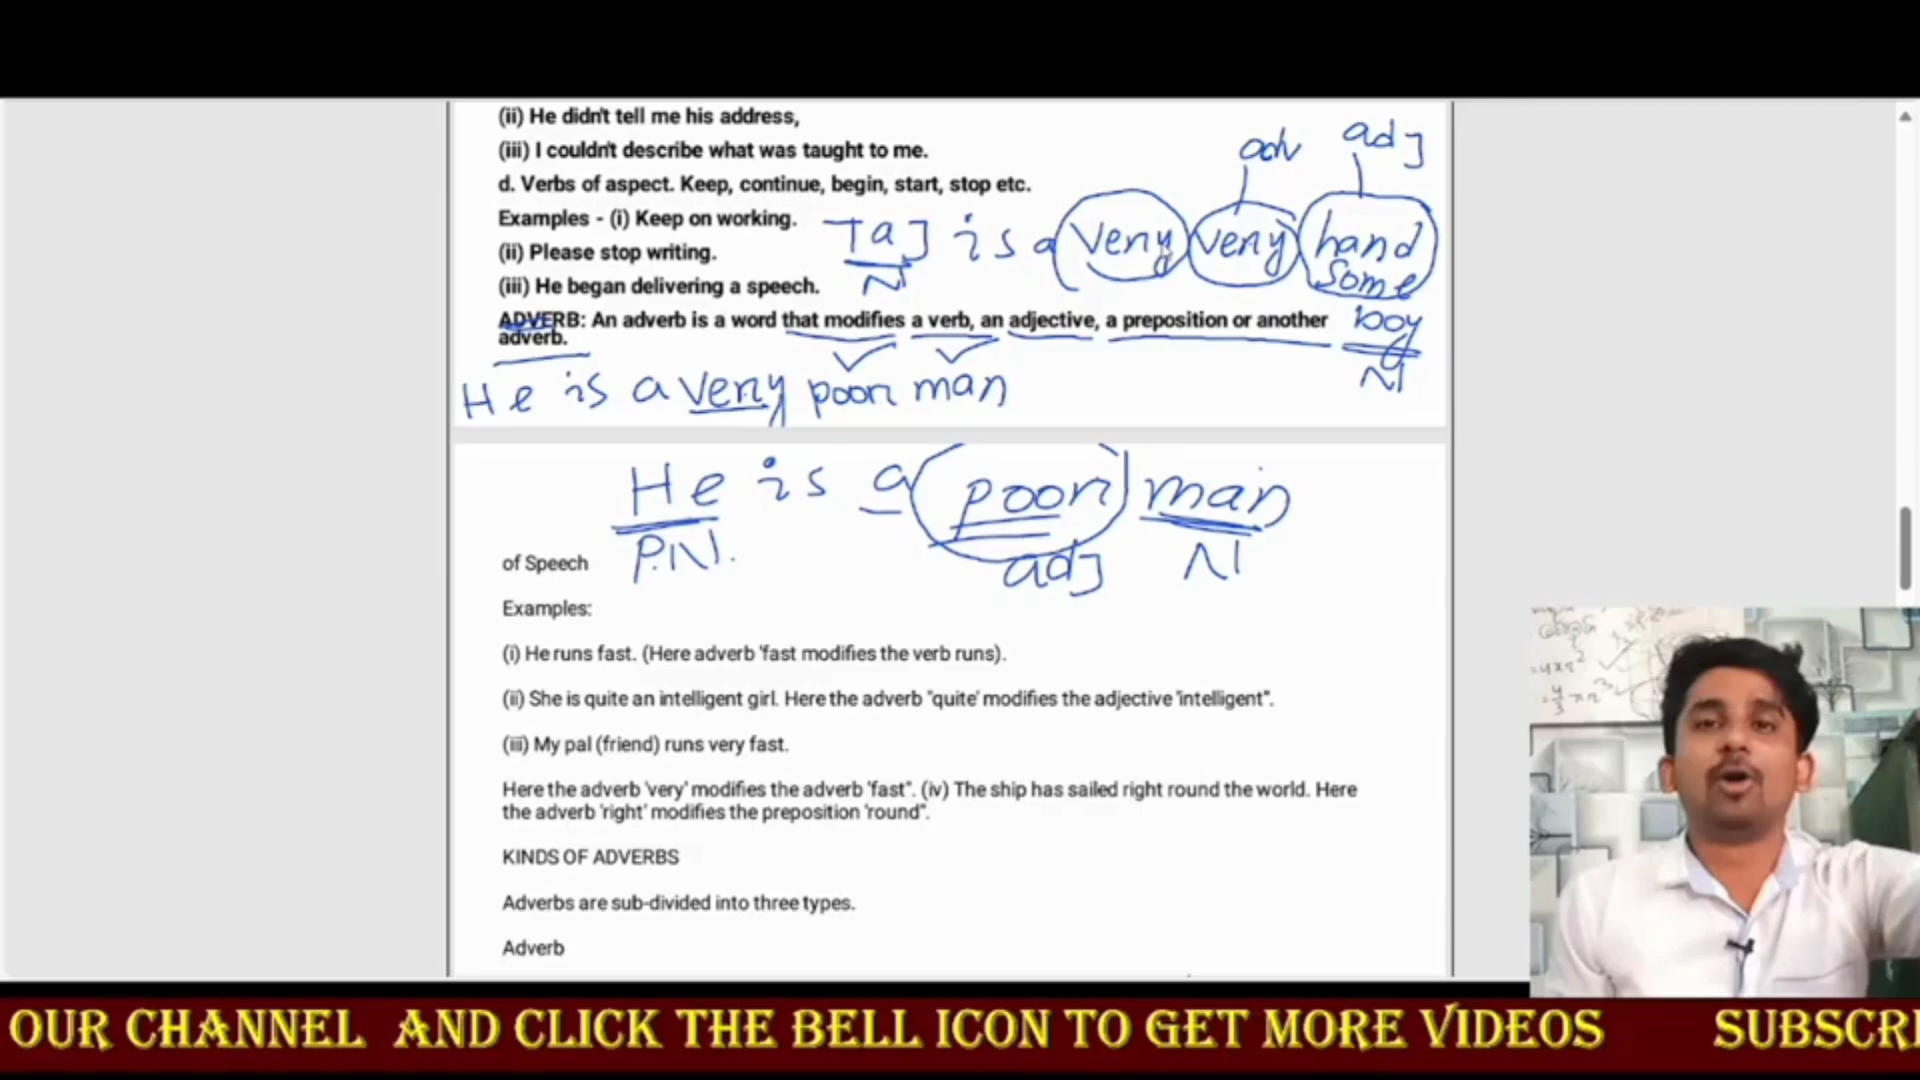 (ii) He didn't tell me his address,
(iii) I couldn't describe what was taught to me.
adv adj
d. Verbs of aspect. Keep, continue, begin, start, stop etc.
Examples - (i) Keep on working.
Taj is a very very handsome
(ii) Please stop writing.
N
(iii) He began delivering a speech.
ADVERB: An adverb is a word that modifies a verb, an adjective, a preposition or another
adverb.
boy
N
He is a very poor man
He is a poor man
P.N. adj N
of Speech
Examples:
(i) He runs fast. (Here adverb 'fast modifies the verb runs).
(ii) She is quite an intelligent girl. Here the adverb "quite' modifies the adjective 'intelligent".
(iii) My pal (friend) runs very fast.
Here the adverb 'very' modifies the adverb 'fast". (iv) The ship has sailed right round the world. Here
the adverb 'right' modifies the preposition 'round".
KINDS OF ADVERBS
Adverbs are sub-divided into three types.
Adverb
OUR CHANNEL AND CLICK THE BELL ICON TO GET MORE VIDEOS SUBSCRI